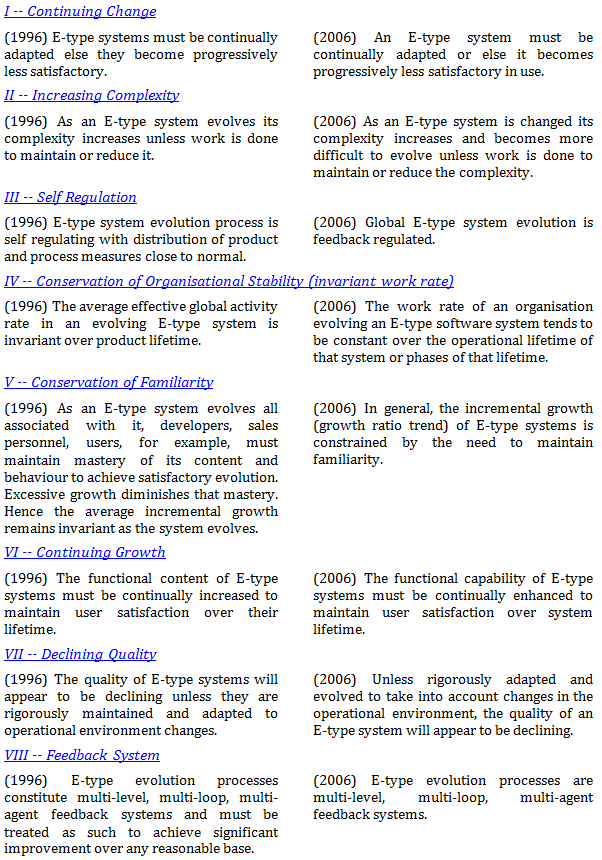 I -- Continuing Change
(1996) E-type systems must be continually
adapted else they become progressively
less satisfactory.
(2006) An E-type system must be
continually adapted or else it becomes
progressively less satisfactory in use.
II -- Increasing Complexity
(1996) As an E-type system evolves its
complexity increases unless work is done
to maintain or reduce it.
(2006) As an E-type system is changed its
complexity increases and becomes more
difficult to evolve unless work is done to
maintain or reduce the complexity.
III -- Self Regulation
(1996) E-type system evolution process is
self regulating with distribution of product
and process measures close to normal.
(2006) Global E-type system evolution is
feedback regulated.
IV -- Conservation of Organisational Stability (invariant work rate)
(1996) The average effective global activity
rate in an evolving E-type system is
invariant over product lifetime.
(2006) The work rate of an organisation
evolving an E-type software system tends to
be constant over the operational lifetime of
that system or phases of that lifetime.
V -- Conservation of Familiarity
(1996) As an E-type system evolves all
associated with it, developers, sales
personnel, users, for example, must
maintain mastery of its content and
behaviour to achieve satisfactory evolution.
Excessive growth diminishes that mastery.
Hence the average incremental growth
remains invariant as the system evolves.
(2006) In general, the incremental growth
(growth ratio trend) of E-type systems is
constrained by the need to maintain
familiarity.
VI -- Continuing Growth
(1996) The functional content of E-type
systems must be continually increased to
maintain user satisfaction over their
lifetime.
(2006) The functional capability of E-type
systems must be continually enhanced to
maintain user satisfaction over system
lifetime.
VII -- Declining Quality
(1996) The quality of E-type systems will
appear to be declining unless they are
rigorously maintained and adapted to
operational environment changes.
(2006) Unless rigorously adapted and
evolved to take into account changes in the
operational environment, the quality of an
E-type system will appear to be declining.
VIII -- Feedback System
(1996) E-type evolution processes
constitute multi-level, multi-loop, multi-
agent feedback systems and must be
treated as such to achieve significant
improvement over any reasonable base.
(2006) E-type evolution processes are
multi-level, multi-loop, multi-agent
feedback systems.